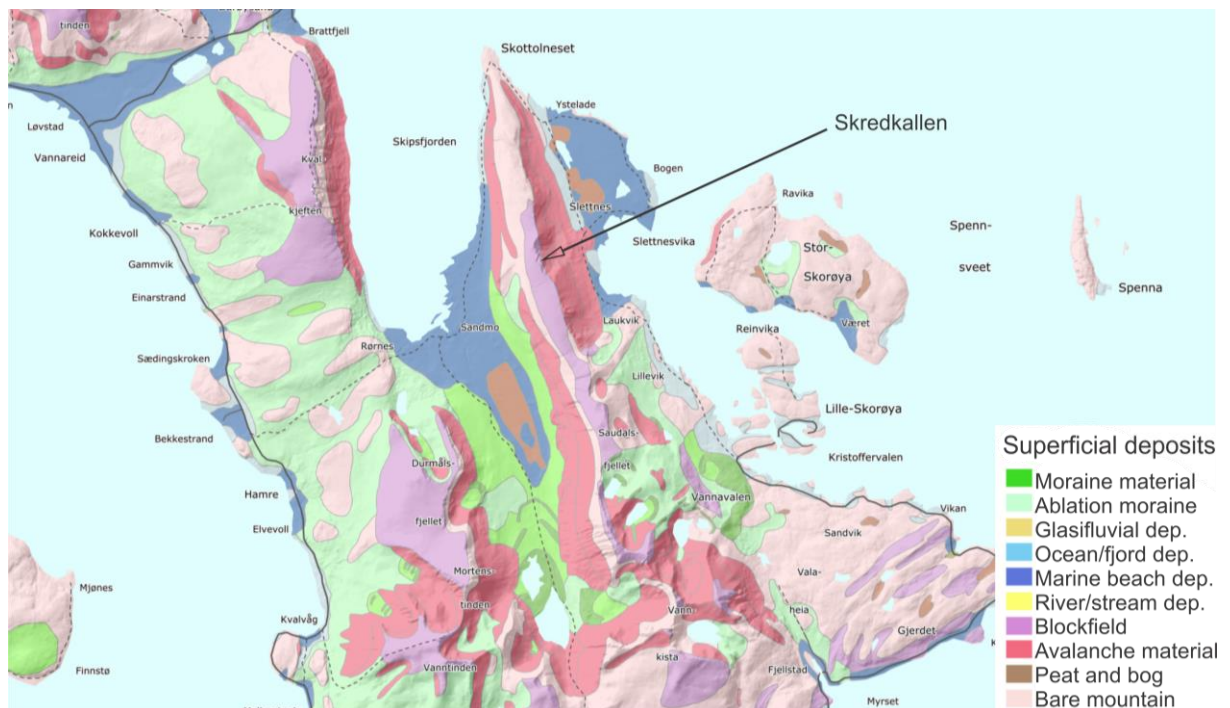 tinden
Brattfjell
Skottolneset
Løvstad
Vannareid
Skipsfjorden
Ystelade
Skredkallen
Bogen
Kval-
kjeften
Slettnes
Ravika
Kokkevoll
Slettnesvika
Stor-
Skorøya
Spenn-
sveet
Gammvik
Einarstrand
Spenna
Sandmo
Laukvik
Været
Reinvika
Rørnes
Sædingskroken
Lillevik
Lille-Skorøya
Bekkestrand
Saudals-
fjellet
Kristoffervalen
Durmåls-
fjellet
Vannavalen
Hamre
Elvevoll
Vikan
Sandvik
Mortens-
tinden
Vala-
heia
Mjønes
Kvalvåg
Vann-
kista
Gjerdet
Finnstø
Vanntinden
Fjellstad
Myrset
Superficial deposits
Moraine material
Ablation moraine
Glasifluvial dep.
Ocean/fjord dep.
Marine beach dep.
River/stream dep.
Blockfield
Avalanche material
Peat and bog
Bare mountain